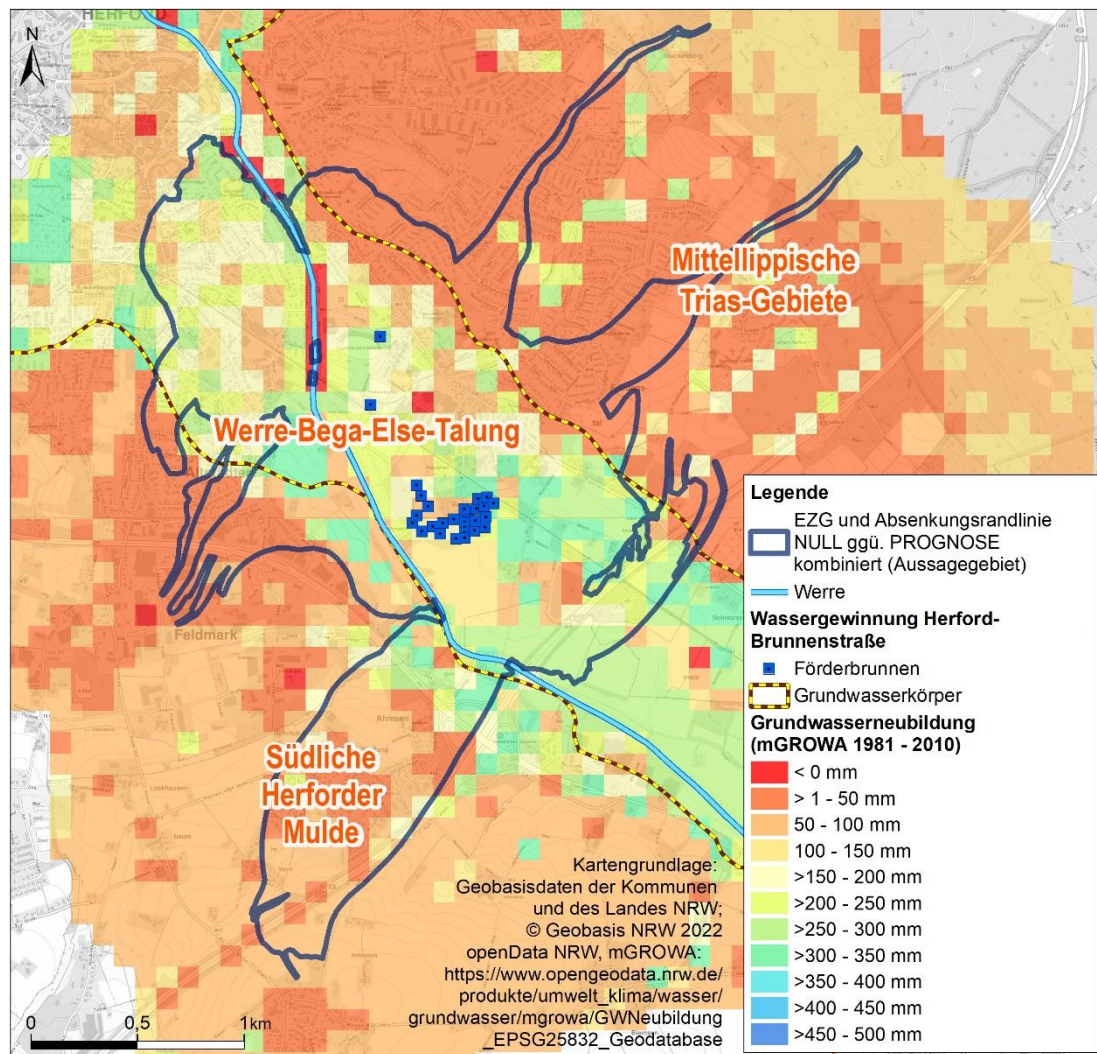 HERFORD
N
Mittellippische
Trias-Gebiete
Werre-Bega-Else-Talung
Feldmark
Ahmsen
Südliche
Herforder
Mulde
Legende
EZG und Absenkungsrandlinie
NULL ggü. PROGNOSE
kombiniert (Aussagegebiet)
Werre
Wassergewinnung Herford-
Brunnenstraße
Förderbrunnen
Grundwasserkörper
Grundwasserneubildung
(mGROWA 1981 - 2010)
< 0 mm
> 1 - 50 mm
50 - 100 mm
100 - 150 mm
>150 - 200 mm
>200 - 250 mm
>250 - 300 mm
>300 - 350 mm
>350 - 400 mm
>400 - 450 mm
>450 - 500 mm
Kartengrundlage:
Geobasisdaten der Kommunen
und des Landes NRW;
© Geobasis NRW 2022
openData NRW, mGROWA:
https://www.opengeodata.nrw.de/
produkte/umwelt_klima/wasser/
grundwasser/mgrowa/GWNeubildung
_EPSG25832_Geodatabase
0 0,5 1km